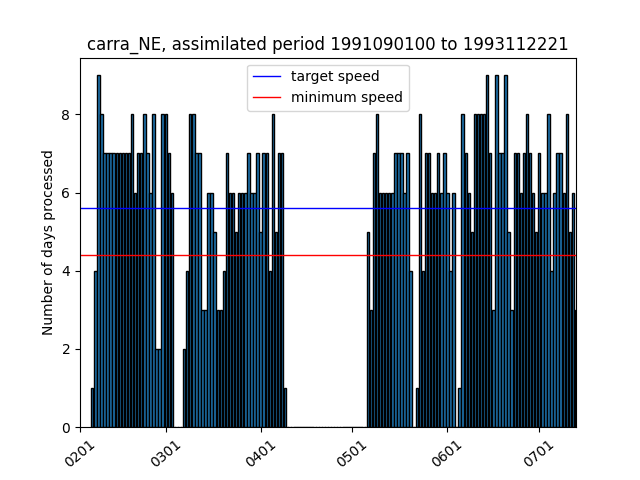 carra_NE, assimilated period 1991090100 to 1993112221
target speed
minimum speed
Number of days processed
8
6
4
2
0
0201
0301
0401
0501
0601
0701